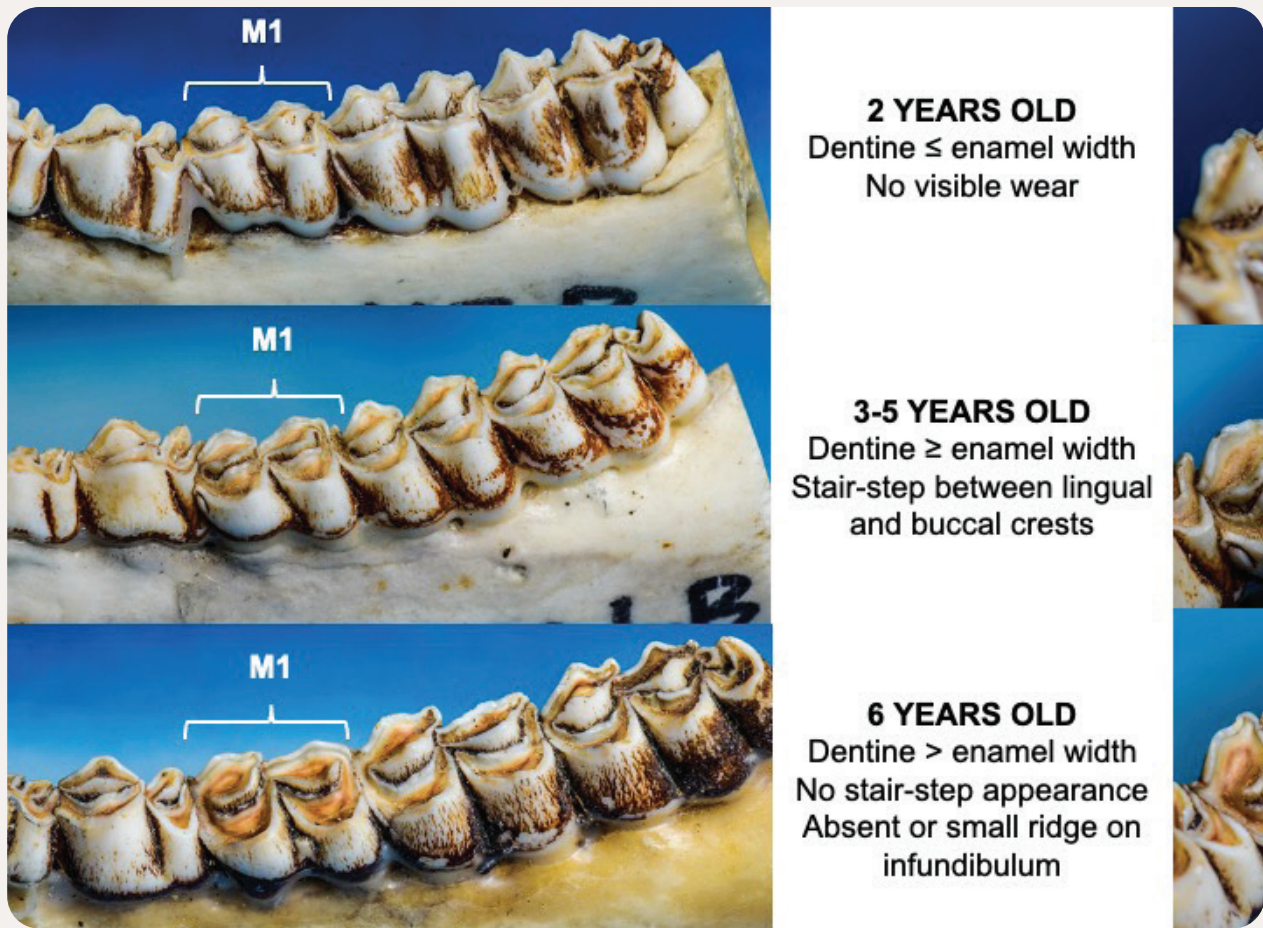 M1
2 YEARS OLD
Dentine ≤ enamel width
No visible wear
M1
3-5 YEARS OLD
Dentine ≥ enamel width
Stair-step between lingual
and buccal crests
M1
6 YEARS OLD
Dentine > enamel width
No stair-step appearance
Absent or small ridge on
infundibulum